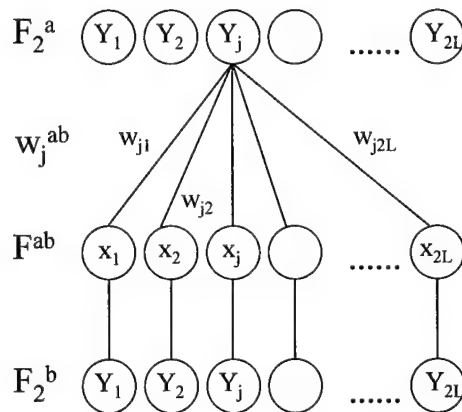 F₂ᵃ Y₁ Y₂ Yⱼ ...... Y₂L
wⱼᵃᵇ wⱼ₁ wⱼ₂ wⱼ₂L
Fᵃᵇ x₁ x₂ xⱼ ...... x₂L
F₂ᵇ Y₁ Y₂ Yⱼ ...... Y₂L